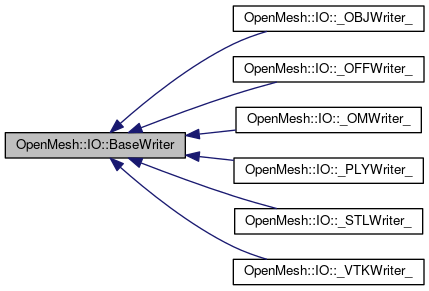 OpenMesh::IO::_OBJWriter_
OpenMesh::IO::_OFFWriter_
OpenMesh::IO::_OMWriter_
OpenMesh::IO::BaseWriter
OpenMesh::IO::_PLYWriter_
OpenMesh::IO::_STLWriter_
OpenMesh::IO::_VTKWriter_